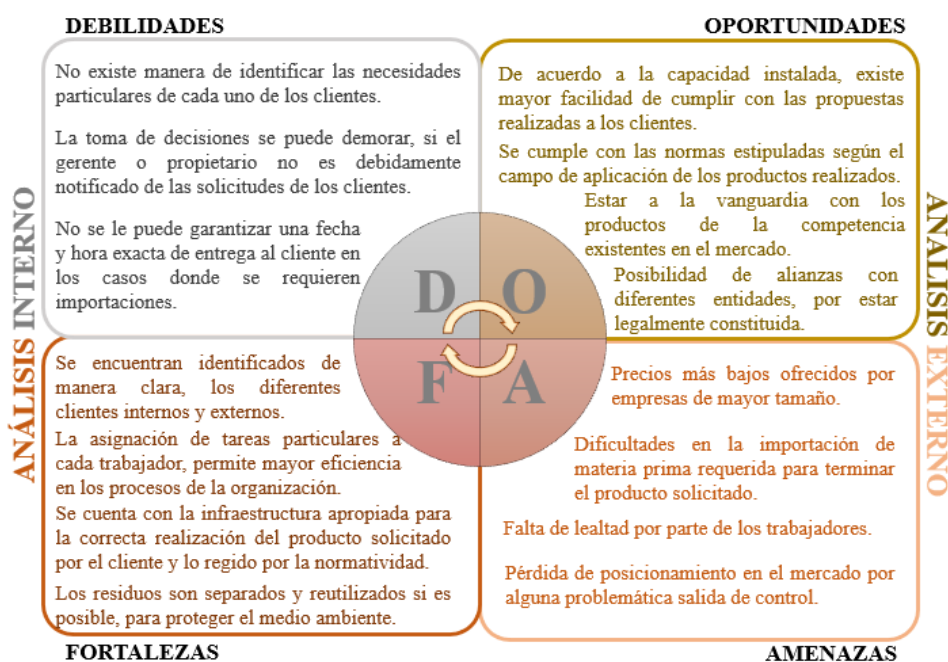 DEBILIDADES
No existe manera de identificar las necesidades
particulares de cada uno de los clientes.
La toma de decisiones se puede demorar, si el
gerente o propietario no es debidamente
notificado de las solicitudes de los clientes.
No se le puede garantizar una fecha
y hora exacta de entrega al cliente en
los casos donde se requieren
importaciones.
OPORTUNIDADES
De acuerdo a la capacidad instalada, existe
mayor facilidad de cumplir con las propuestas
realizadas a los clientes.
Se cumple con las normas estipuladas según el
campo de aplicación de los productos realizados.
Estar a la vanguardia con los
productos de la competencia
existentes en el mercado.
Posibilidad de alianzas con
diferentes entidades, por estar
legalmente constituida.
ANÁLISIS INTERNO
D O
F A
ANALISIS EXTERNO
Se encuentran identificados de
manera clara, los diferentes
clientes internos y externos.
La asignación de tareas particulares a
cada trabajador, permite mayor eficiencia
en los procesos de la organización.
Se cuenta con la infraestructura apropiada para
la correcta realización del producto solicitado
por el cliente y lo regido por la normatividad.
Los residuos son separados y reutilizados si es
posible, para proteger el medio ambiente.
FORTALEZAS
Precios más bajos ofrecidos por
empresas de mayor tamaño.
Dificultades en la importación de
materia prima requerida para terminar
el producto solicitado.
Falta de lealtad por parte de los trabajadores.
Pérdida de posicionamiento en el mercado por
alguna problemática salida de control.
AMENAZAS